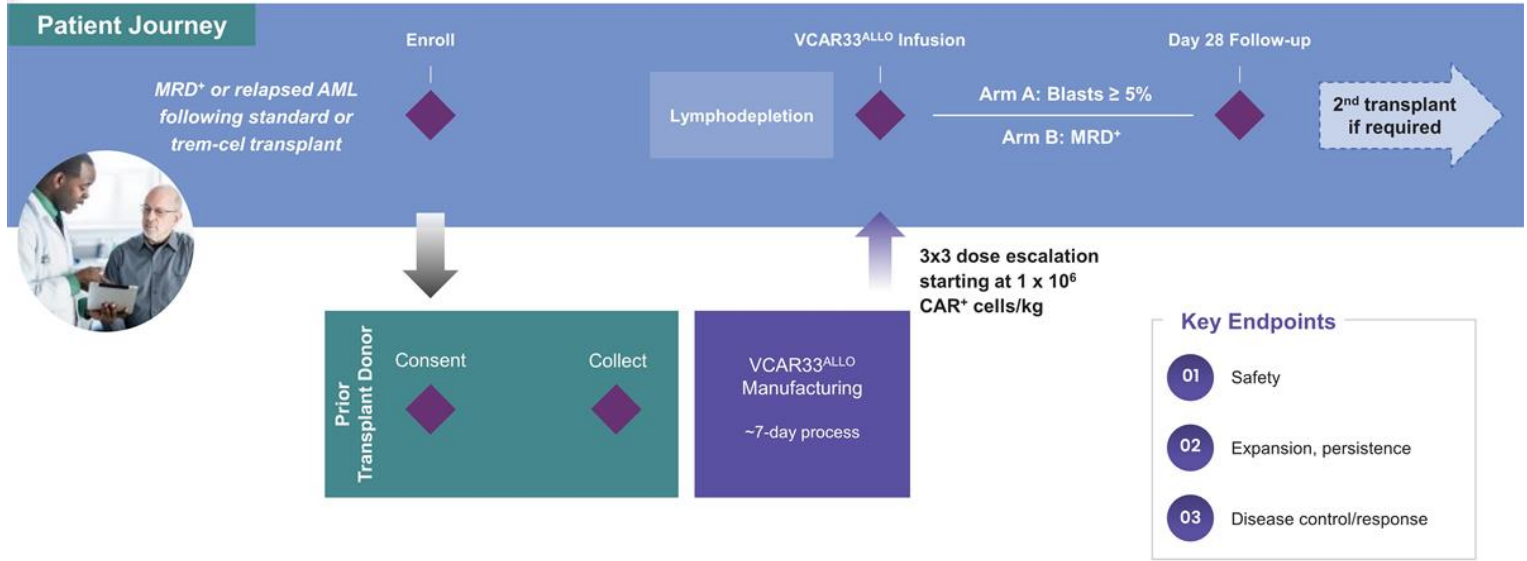 Patient Journey
Enroll
VCAR33ᴬᴸᴸᴼ Infusion
Day 28 Follow-up
MRD⁺ or relapsed AML
following standard or
trem-cel transplant
Lymphodepletion
Arm A: Blasts ≥ 5%
Arm B: MRD⁺
2ⁿᵈ transplant
if required
3x3 dose escalation
starting at 1 x 10⁶
CAR⁺ cells/kg
Prior
Transplant Donor
Consent
Collect
VCAR33ᴬᴸᴸᴼ
Manufacturing
~7-day process
Key Endpoints
01 Safety
02 Expansion, persistence
03 Disease control/response